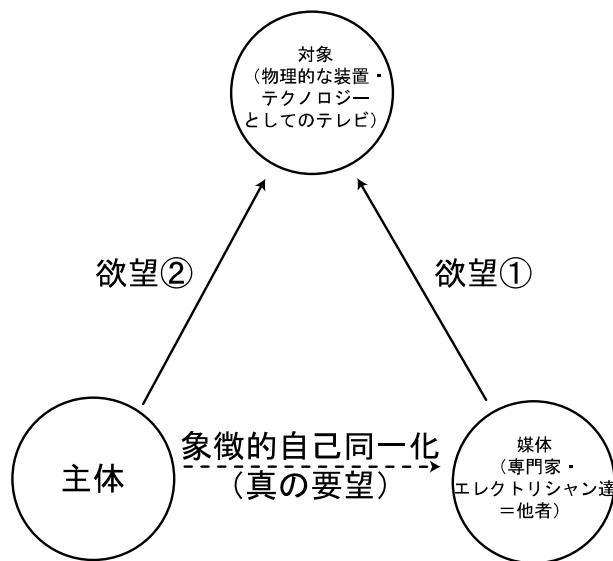 対象
（物理的な装置・
テクノロジー
としてのテレビ）
欲望②
欲望①
主体
象徴的自己同一化
（真の要望）
媒体
（専門家・
エレクトリシャン達
＝他者）